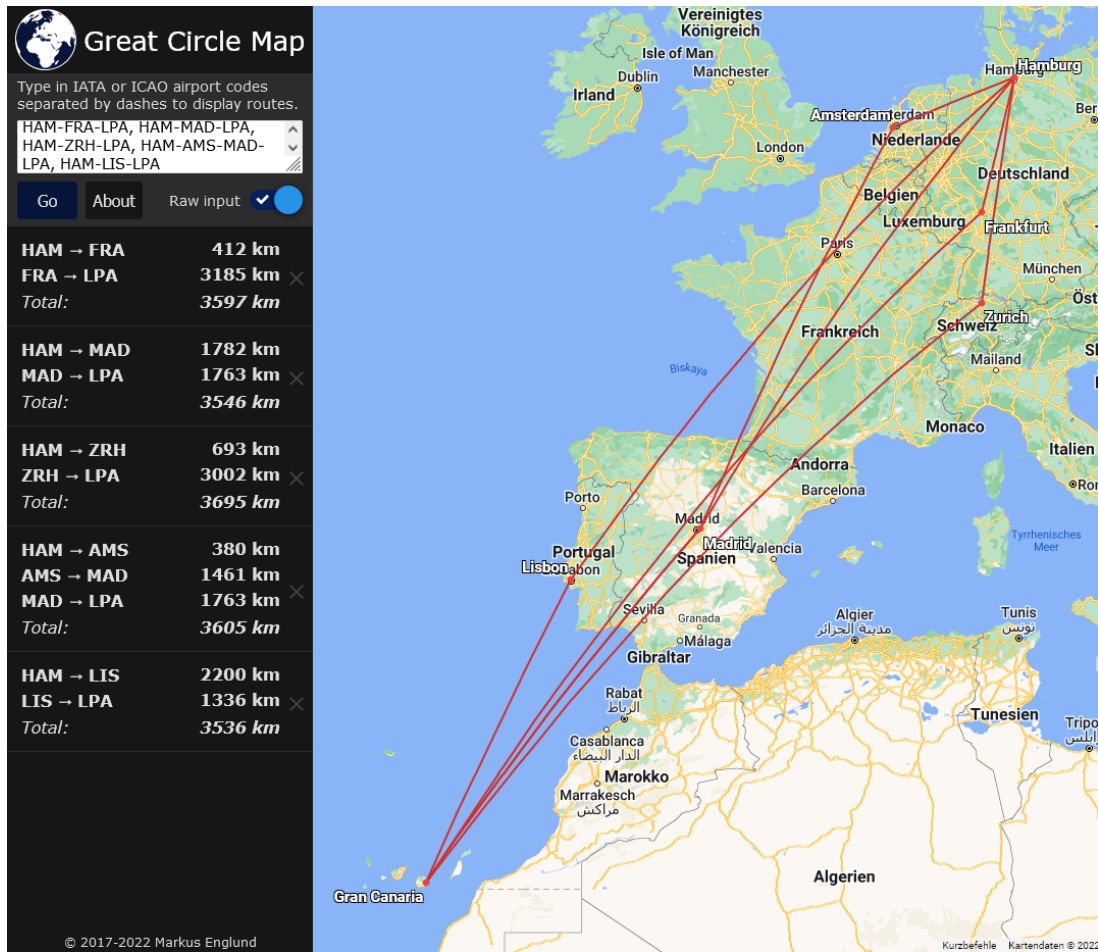 Great Circle Map
Type in IATA or ICAO airport codes
separated by dashes to display routes.
HAM-FRA-LPA, HAM-MAD-LPA,
HAM-ZRH-LPA, HAM-AMS-MAD-
LPA, HAM-LIS-LPA
Go About Raw input
HAM → FRA 412 km
FRA → LPA 3185 km
Total: 3597 km
HAM → MAD 1782 km
MAD → LPA 1763 km
Total: 3546 km
HAM → ZRH 693 km
ZRH → LPA 3002 km
Total: 3695 km
HAM → AMS 380 km
AMS → MAD 1461 km
MAD → LPA 1763 km
Total: 3605 km
HAM → LIS 2200 km
LIS → LPA 1336 km
Total: 3536 km
© 2017-2022 Markus Englund
Vereinigtes
Königreich
Isle of Man
Hamburg
Dublin
Manchester
Irland
Amsterdam
Niederlande
London
Deutschland
Belgien
Luxemburg
Frankfurt
Paris
München
Zurich
Schweiz
Frankreich
Mailand
Biskaya
Monaco
Italien
Andorra
Barcelona
Porto
Madrid
Madrid
Tyrrhenisches
Meer
Portugal
Lisbon
Spanien
Valencia
Sevilla
Granada
Málaga
Algier
مدينة الجزائر
Tunis
تونس
Gibraltar
Rabat
الرباط
Tunesien
Casablanca
الدار البيضاء
Marokko
Marrakesch
مراكش
Algerien
Gran Canaria
Kurzbefehle Kartendaten © 2022